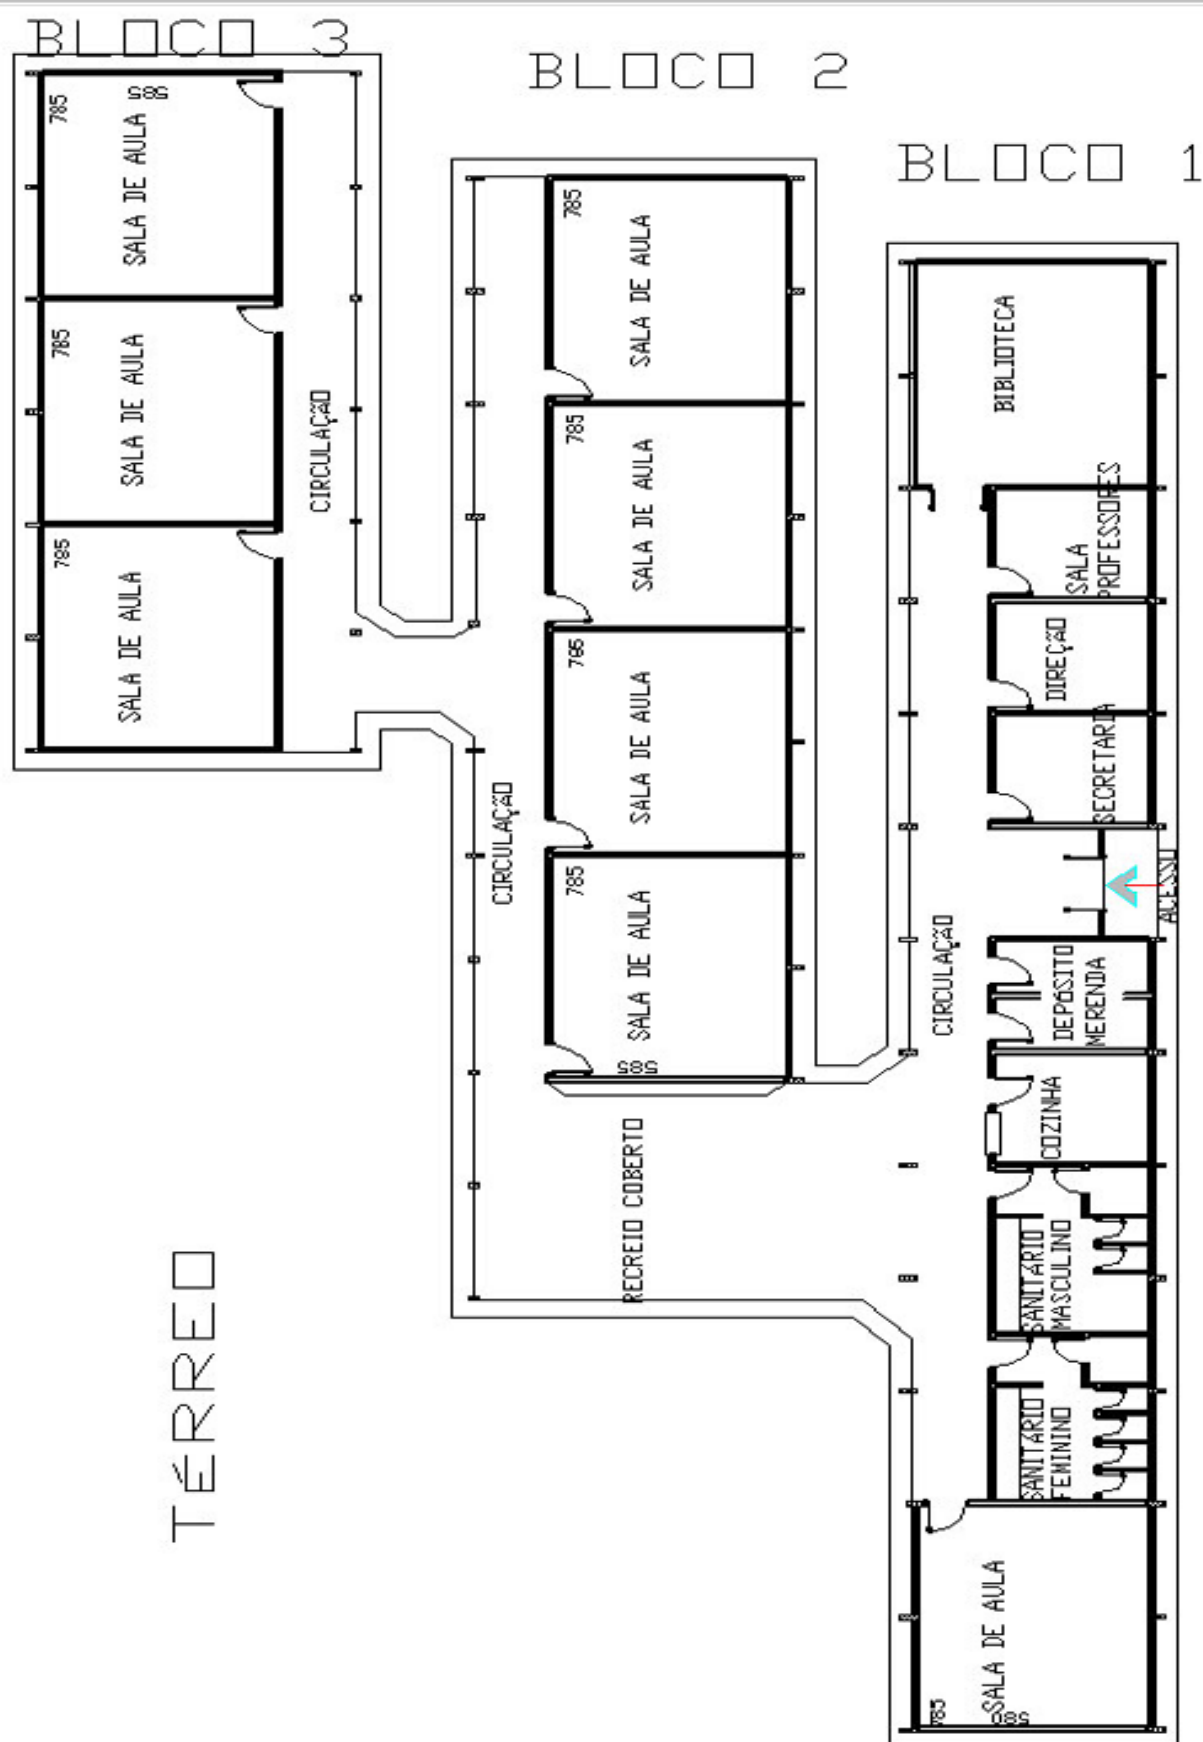 BLOCO 3
BLOCO 2
BLOCO 1
TÉRREO
785
585
SALA DE AULA
785
SALA DE AULA
785
SALA DE AULA
CIRCULAÇÃO
785
SALA DE AULA
785
SALA DE AULA
785
SALA DE AULA
785
SALA DE AULA
585
CIRCULAÇÃO
RECREIO COBERTO
BIBLIOTECA
SALA
PROFESSORES
DIREÇÃO
SECRETARIA
ACESSO
CIRCULAÇÃO
DEPÓSITO
MERENDA
COZINHA
SANITÁRIO
MASCULINO
SANITÁRIO
FEMININO
SALA DE AULA
785
580